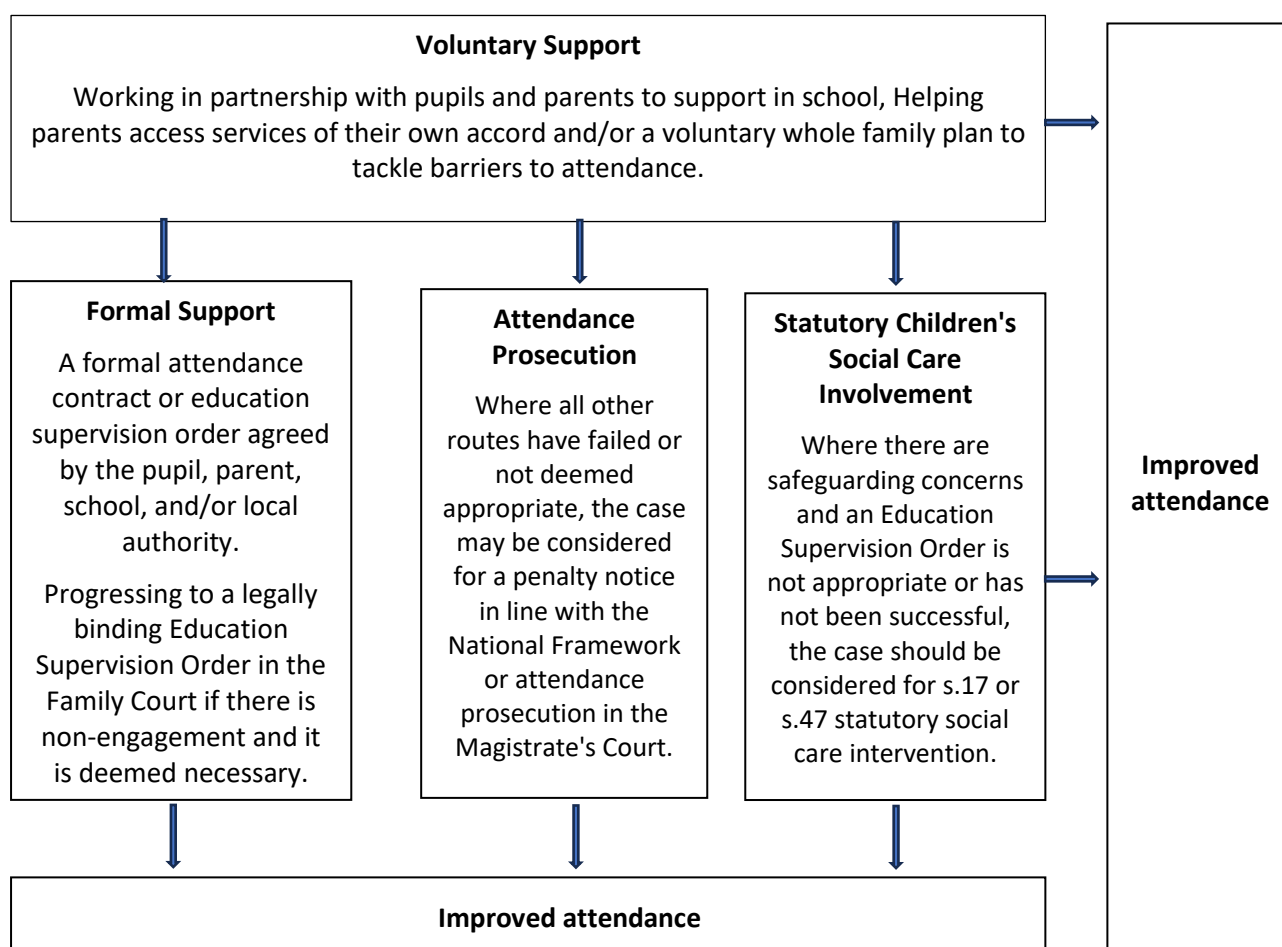 Voluntary Support
Working in partnership with pupils and parents to support in school, Helping
parents access services of their own accord and/or a voluntary whole family plan to
tackle barriers to attendance.
Formal Support
A formal attendance
contract or education
supervision order agreed
by the pupil, parent,
school, and/or local
authority.
Progressing to a legally
binding Education
Supervision Order in the
Family Court if there is
non-engagement and it
is deemed necessary.
Attendance
Prosecution
Where all other
routes have failed or
not deemed
appropriate, the case
may be considered
for a penalty notice
in line with the
National Framework
or attendance
prosecution in the
Magistrate's Court.
Statutory Children's
Social Care
Involvement
Where there are
safeguarding concerns
and an Education
Supervision Order is
not appropriate or has
not been successful,
the case should be
considered for s.17 or
s.47 statutory social
care intervention.
Improved
attendance
Improved attendance